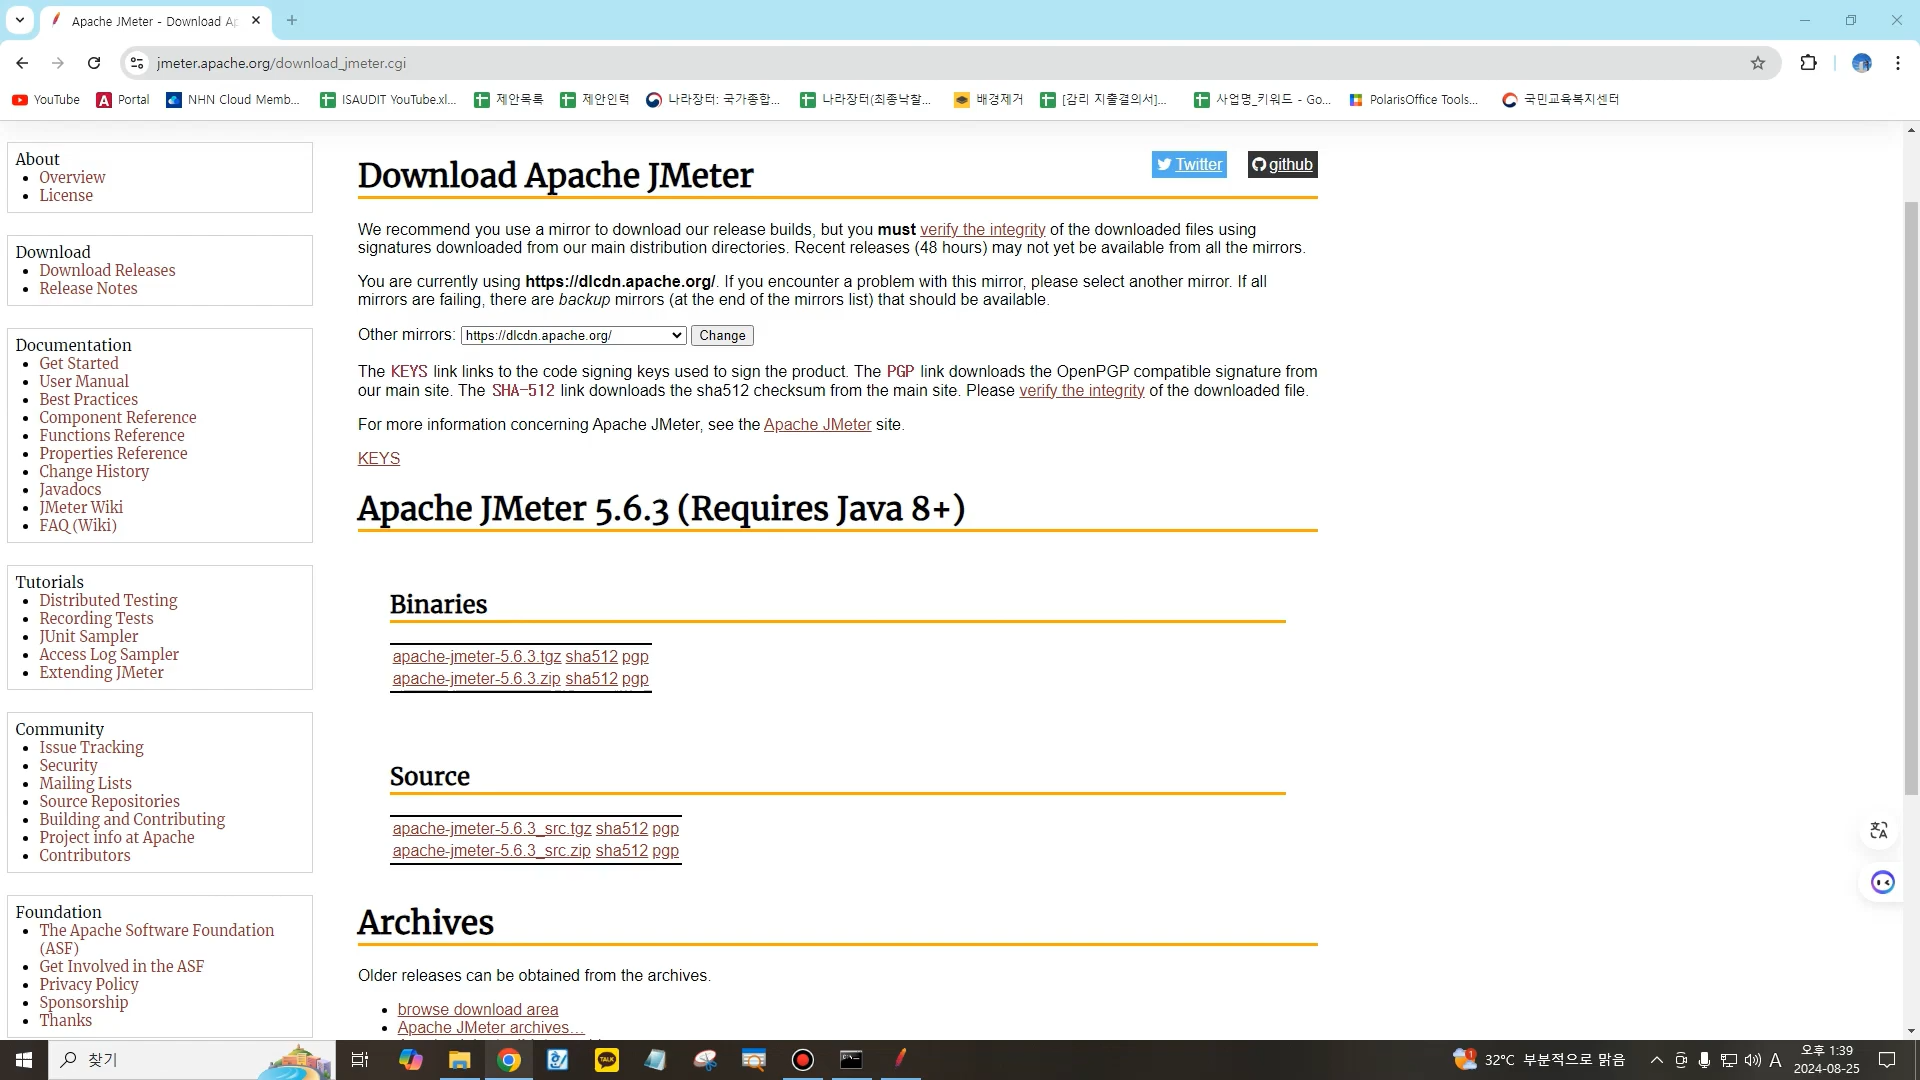 Apache JMeter - Download Ap
jmeter.apache.org/download_jmeter.cgi
YouTube
Portal
NHN Cloud Memb...
ISAUDIT YouTube.xl...
제안목록
제안인력
나라장터: 국가종합...
나라장터(최종낙찰...
배경제거
[감리 지출결의서]...
사업명_키워드 - Go...
PolarisOffice Tools...
국민교육복지센터
About
Overview
License
Download
Download Releases
Release Notes
Documentation
Get Started
User Manual
Best Practices
Component Reference
Functions Reference
Properties Reference
Change History
Javadocs
JMeter Wiki
FAQ (Wiki)
Tutorials
Distributed Testing
Recording Tests
JUnit Sampler
Access Log Sampler
Extending JMeter
Community
Issue Tracking
Security
Mailing Lists
Source Repositories
Building and Contributing
Project info at Apache
Contributors
Foundation
The Apache Software Foundation
(ASF)
Get Involved in the ASF
Privacy Policy
Sponsorship
Thanks
Download Apache JMeter
Twitter
github
We recommend you use a mirror to download our release builds, but you must verify the integrity of the downloaded files using
signatures downloaded from our main distribution directories. Recent releases (48 hours) may not yet be available from all the mirrors.
You are currently using https://dlcdn.apache.org/. If you encounter a problem with this mirror, please select another mirror. If all
mirrors are failing, there are backup mirrors (at the end of the mirrors list) that should be available.
Other mirrors: https://dlcdn.apache.org/ Change
The KEYS link links to the code signing keys used to sign the product. The PGP link downloads the OpenPGP compatible signature from
our main site. The SHA-512 link downloads the sha512 checksum from the main site. Please verify the integrity of the downloaded file.
For more information concerning Apache JMeter, see the Apache JMeter site.
KEYS
Apache JMeter 5.6.3 (Requires Java 8+)
Binaries
apache-jmeter-5.6.3.tgz sha512 pgp
apache-jmeter-5.6.3.zip sha512 pgp
Source
apache-jmeter-5.6.3_src.tgz sha512 pgp
apache-jmeter-5.6.3_src.zip sha512 pgp
Archives
Older releases can be obtained from the archives.
browse download area
Apache JMeter archives...
찾기
TALK
32℃ 부분적으로 맑음
A
오후 1:39
2024-08-25